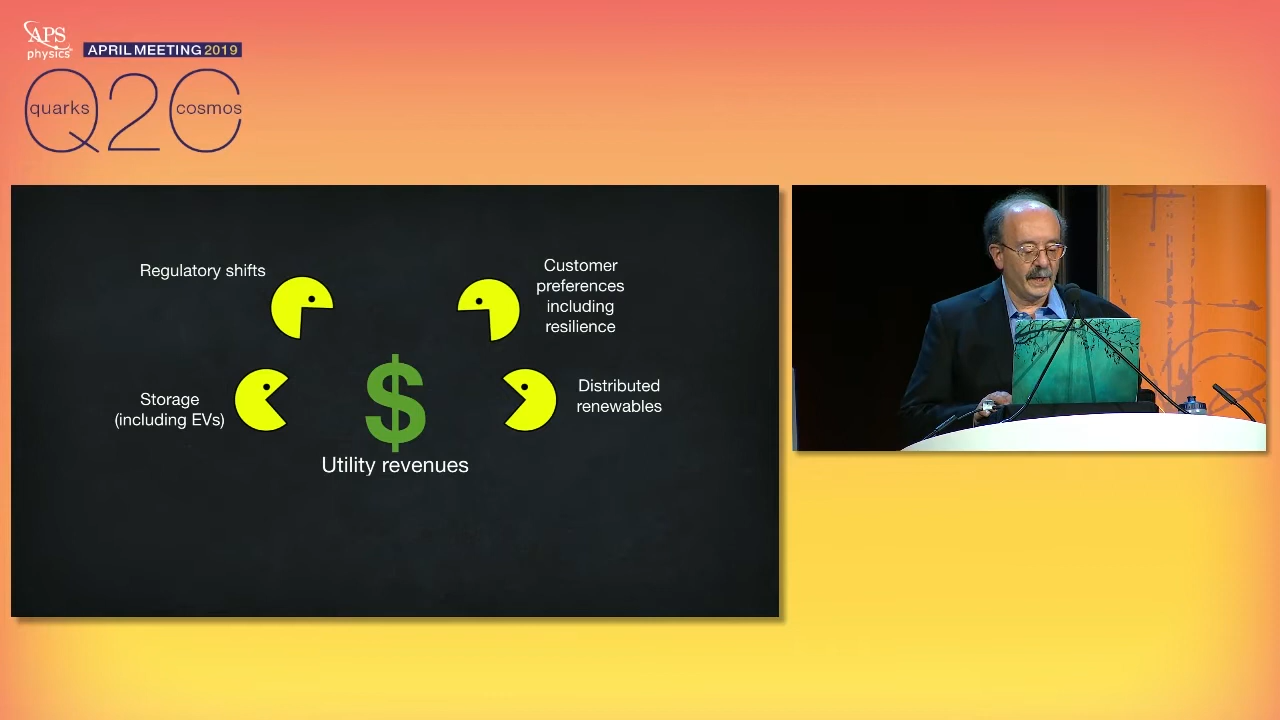 APS
physics
APRIL MEETING 2019
Q2C
quarks
cosmos
Regulatory shifts
Customer
preferences
including
resilience
Storage
(including EVs)
Distributed
renewables
$
Utility revenues